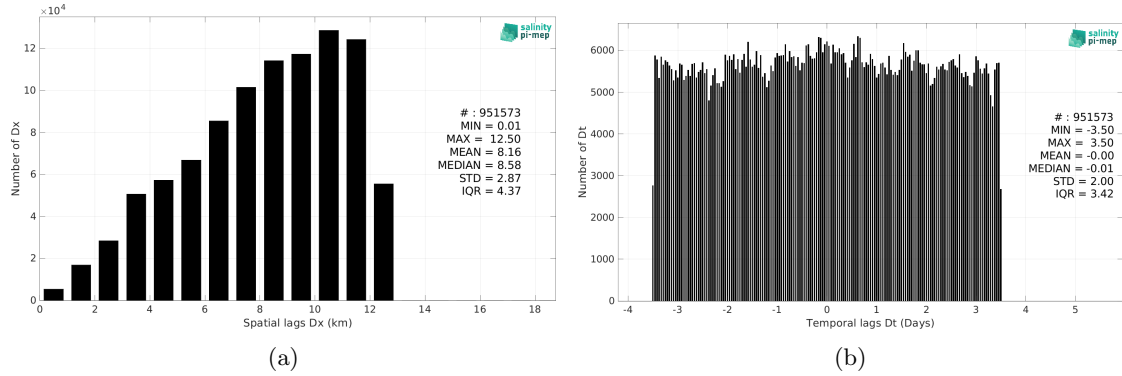 ×10⁴
12
10
8
6
4
2
0
Number of Dx
salinity
pi-mep
# : 951573
MIN = 0.01
MAX = 12.50
MEAN = 8.16
MEDIAN = 8.58
STD = 2.87
IQR = 4.37
0 2 4 6 8 10 12 14 16 18
Spatial lags Dx (km)
(a)
6000
5000
4000
3000
2000
1000
0
Number of Dt
salinity
pi-mep
# : 951573
MIN = -3.50
MAX = 3.50
MEAN = -0.00
MEDIAN = -0.01
STD = 2.00
IQR = 3.42
-4 -3 -2 -1 0 1 2 3 4 5
Temporal lags Dt (Days)
(b)